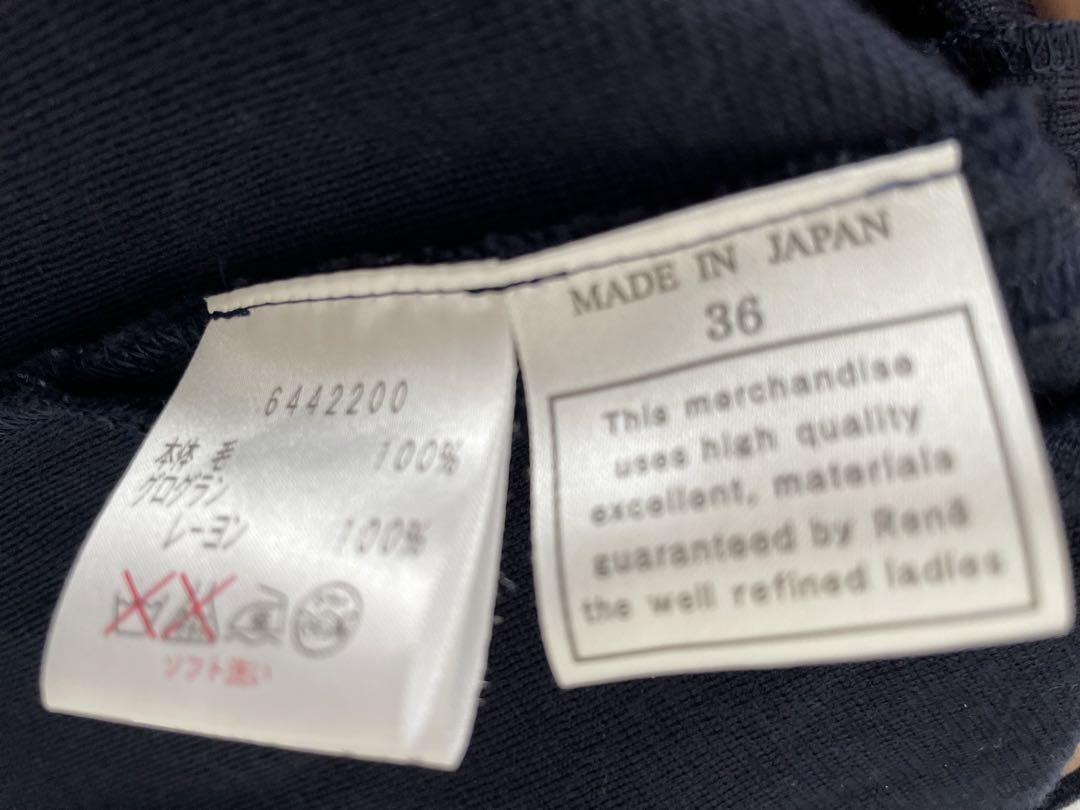 6442200
本体 毛 100%
グログラン
レーヨン 100%
ソフト洗い
MADE IN JAPAN
36
This merchandise
uses high quality
excellent, materials
guaranteed by René
the well refined ladies